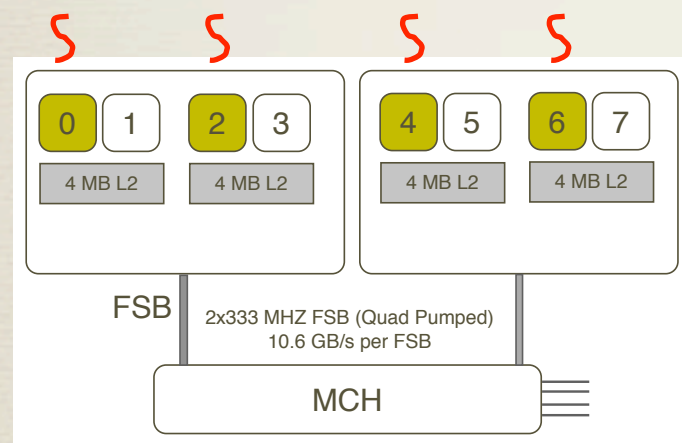 0 1 2 3 4 5 6 7
4 MB L2 4 MB L2 4 MB L2 4 MB L2
FSB
2x333 MHZ FSB (Quad Pumped)
10.6 GB/s per FSB
MCH